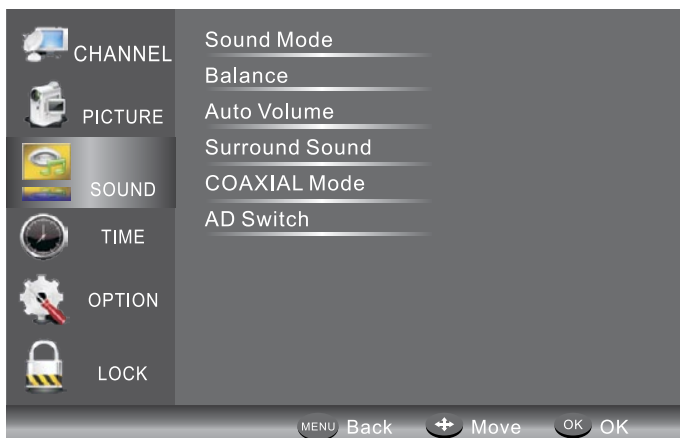 CHANNEL
PICTURE
SOUND
TIME
OPTION
LOCK
Sound Mode
Balance
Auto Volume
Surround Sound
COAXIAL Mode
AD Switch
MENU Back Move OK OK